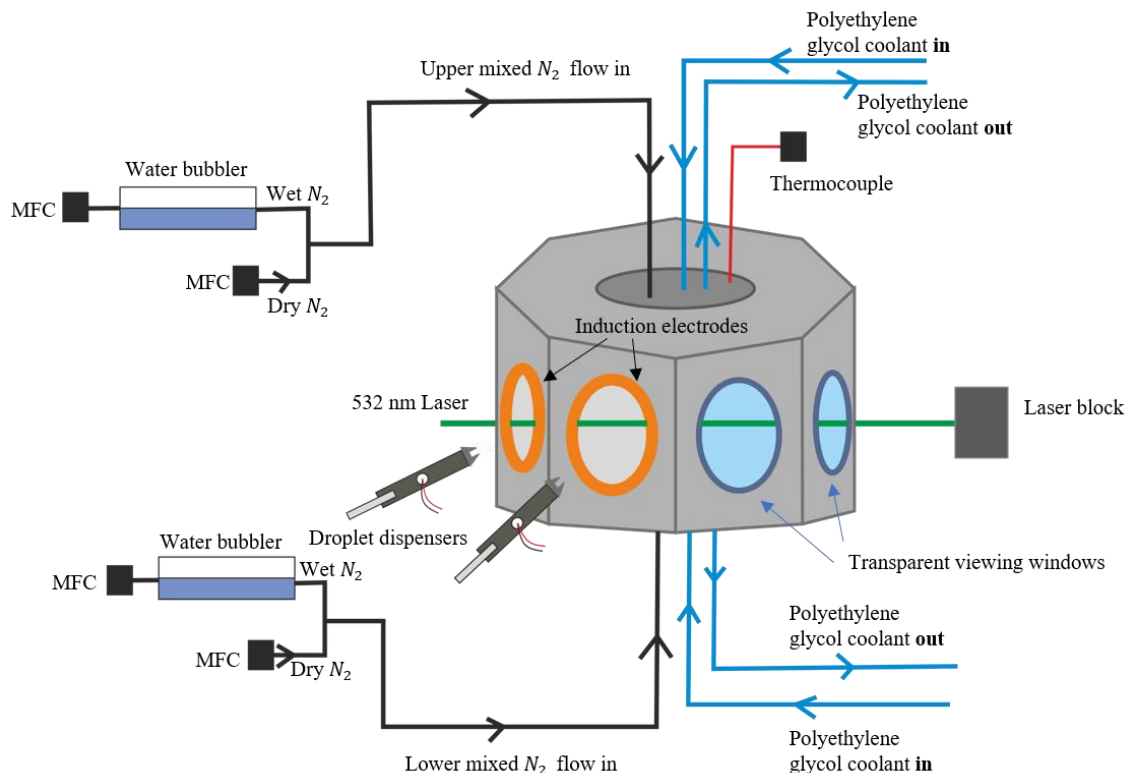 Polyethylene
glycol coolant in
Upper mixed N₂ flow in
Polyethylene
glycol coolant out
Water bubbler
Wet N₂
MFC
Thermocouple
MFC
Dry N₂
Induction electrodes
532 nm Laser
Laser block
Droplet dispensers
Water bubbler
Wet N₂
MFC
Transparent viewing windows
Polyethylene
glycol coolant out
MFC
Dry N₂
Lower mixed N₂ flow in
Polyethylene
glycol coolant in